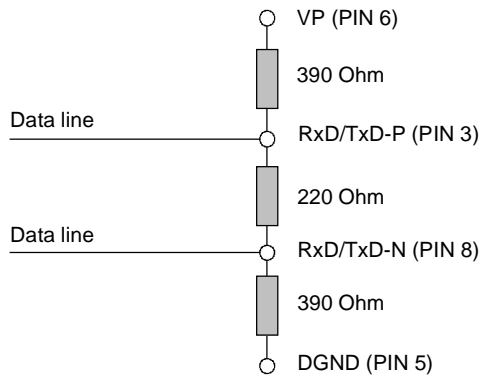 VP (PIN 6)
390 Ohm
Data line
RxD/TxD-P (PIN 3)
220 Ohm
Data line
RxD/TxD-N (PIN 8)
390 Ohm
DGND (PIN 5)